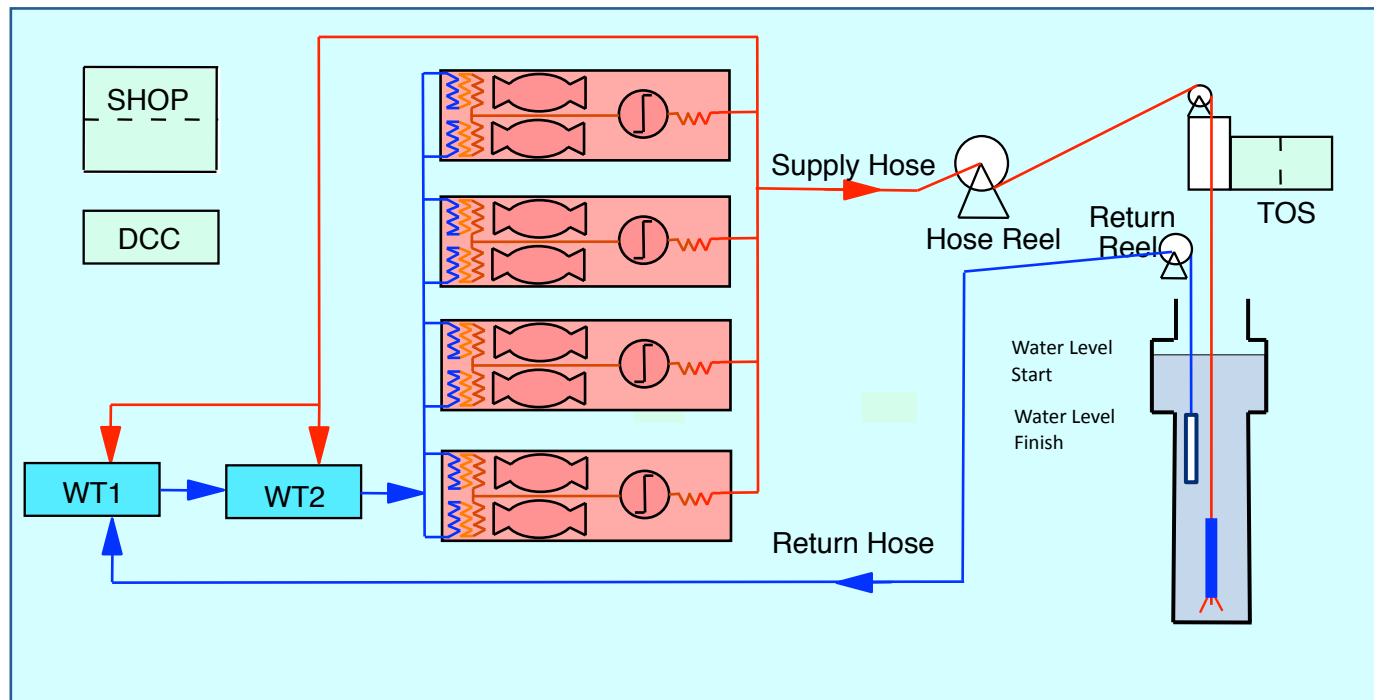 SHOP
DCC
WT1
WT2
Supply Hose
Hose Reel
TOS
Return
Reel
Water Level
Start
Water Level
Finish
Return Hose